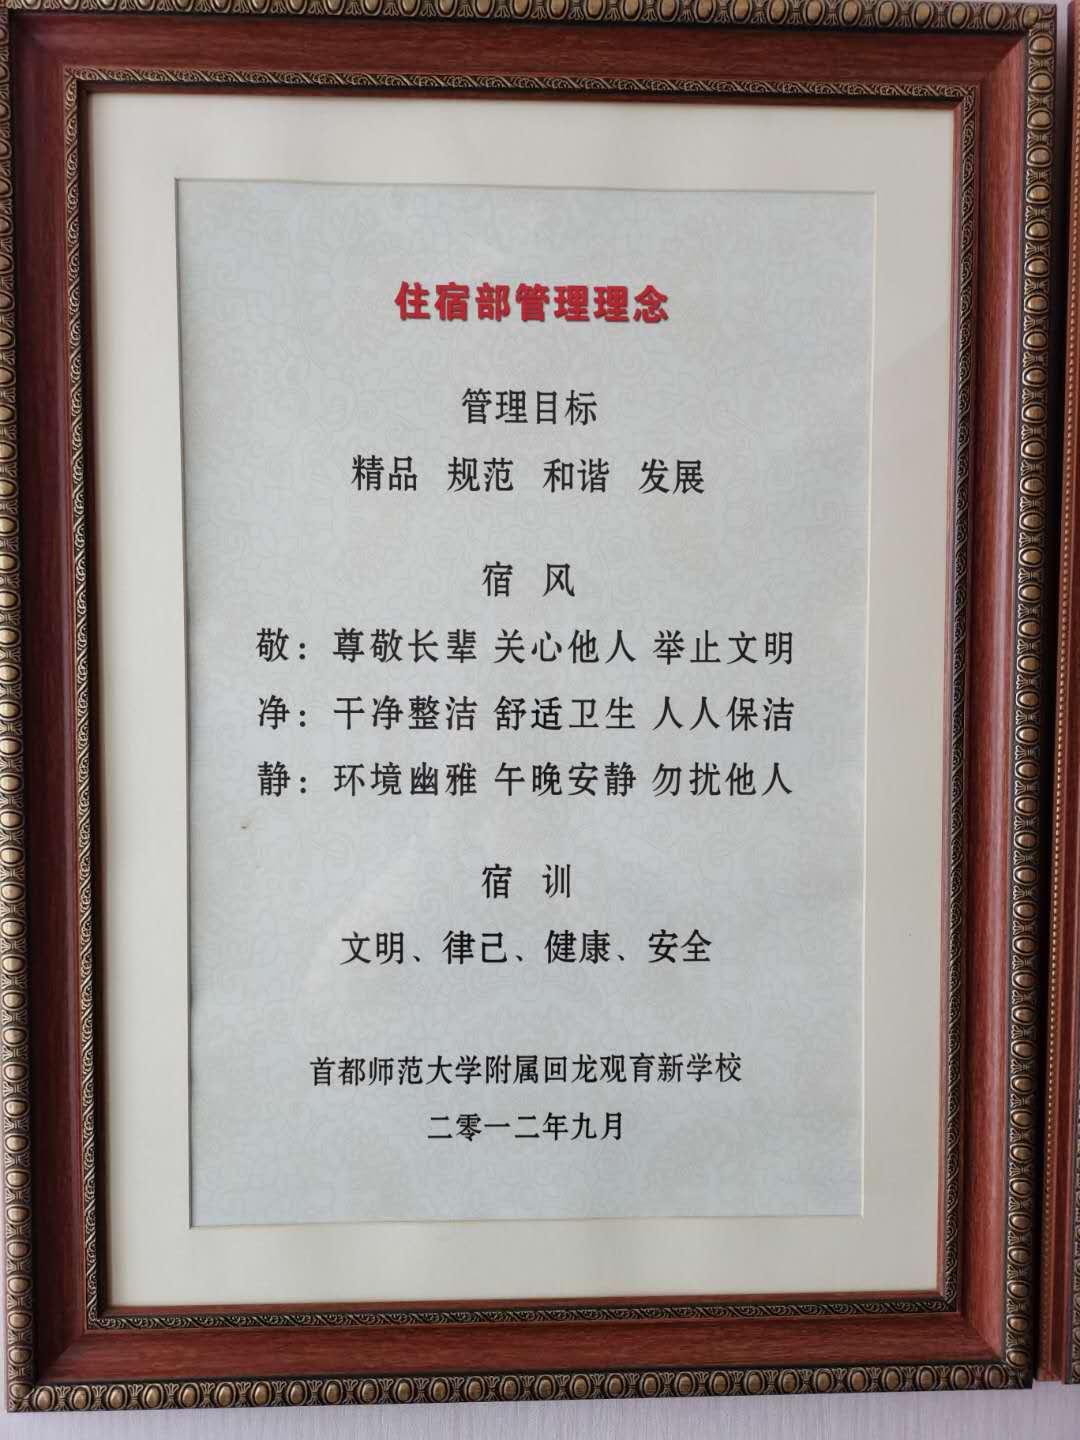 住宿部管理理念
管理目标
精品 规范 和谐 发展
宿 风
敬：尊敬长辈 关心他人 举止文明
净：干净整洁 舒适卫生 人人保洁
静：环境幽雅 午晚安静 勿扰他人
宿 训
文明、律己、健康、安全
首都师范大学附属回龙观育新学校
二零一二年九月